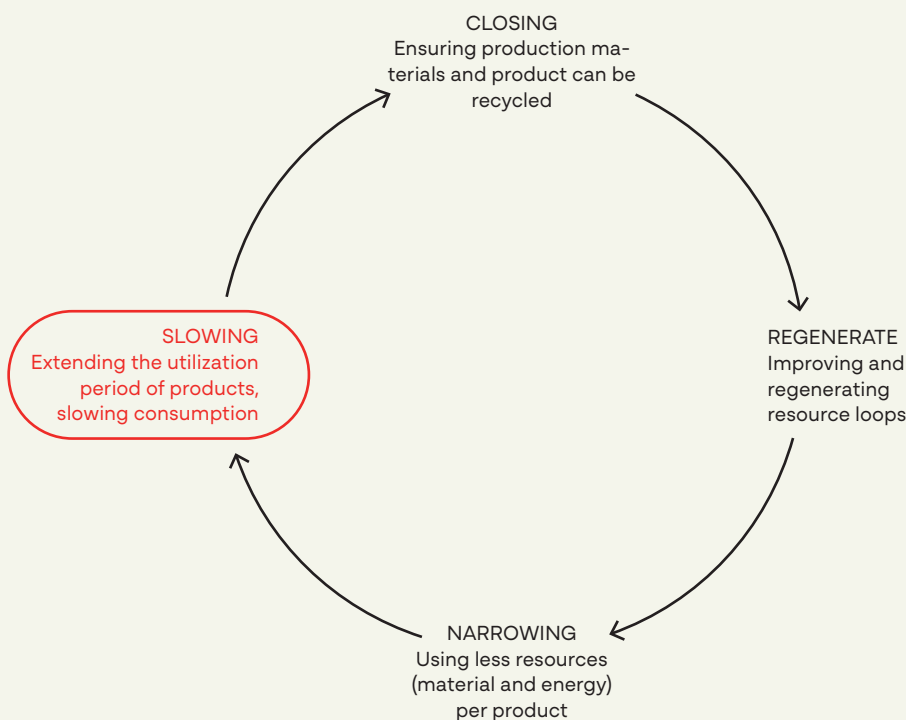 CLOSING
Ensuring production ma-
terials and product can be
recycled
SLOWING
Extending the utilization
period of products,
slowing consumption
REGENERATE
Improving and
regenerating
resource loops
NARROWING
Using less resources
(material and energy)
per product